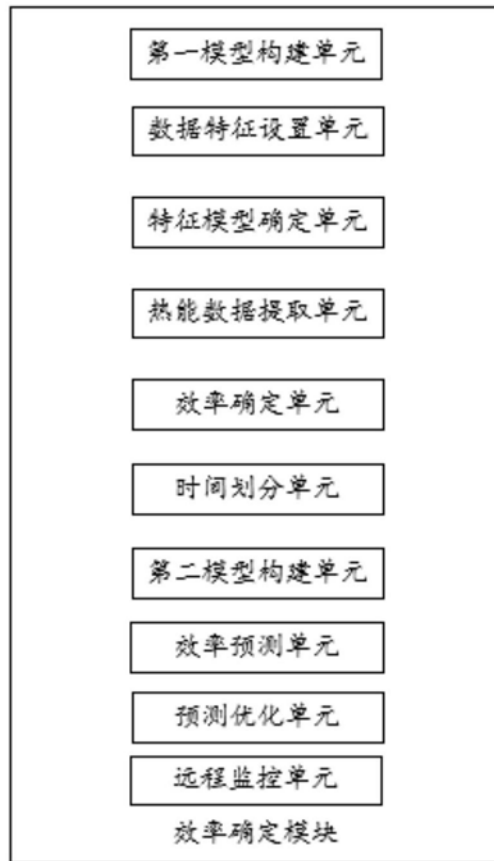 第一模型构建单元
数据特征设置单元
特征模型确定单元
热能数据提取单元
效率确定单元
时间划分单元
第二模型构建单元
效率预测单元
预测优化单元
远程监控单元
效率确定模块